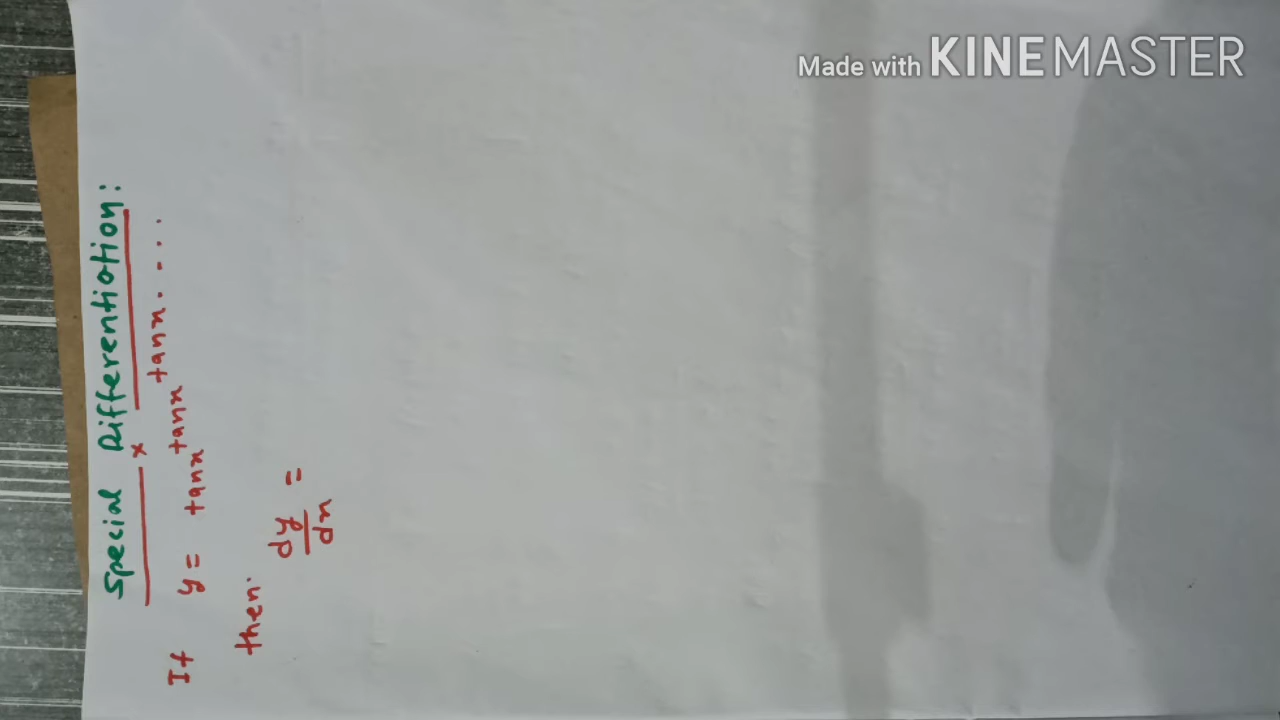 Special Differentiation:
x
If y = tanx^tanx^tanx....
then.
dy/dx =
Made with KINEMASTER